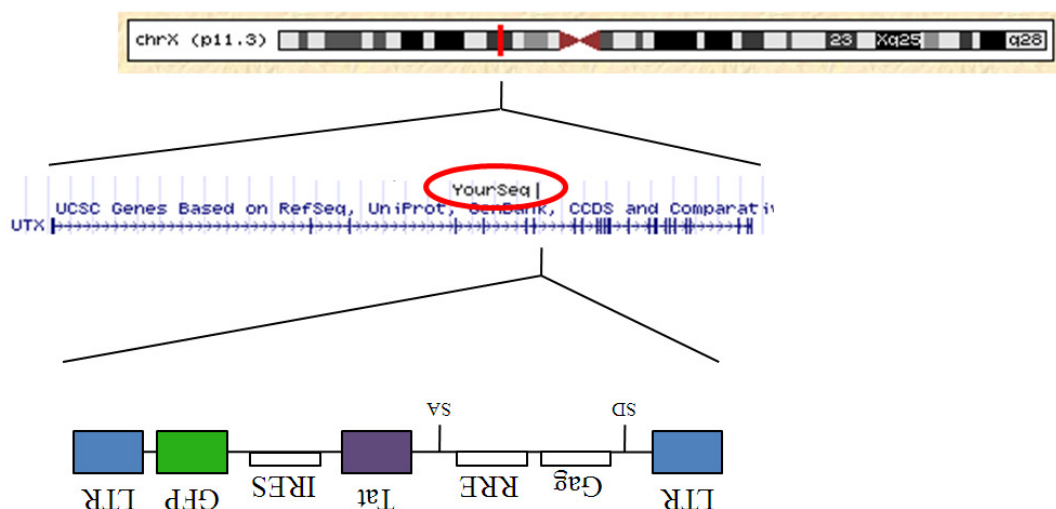 chrX (p11.3) 23 Xq25 q28
YourSeq
UCSC Genes Based on RefSeq, UniProt, GenBank, CCDS and Comparati
UTX
SA SD
LTR GFP IRES Tat RRE Gag LTR